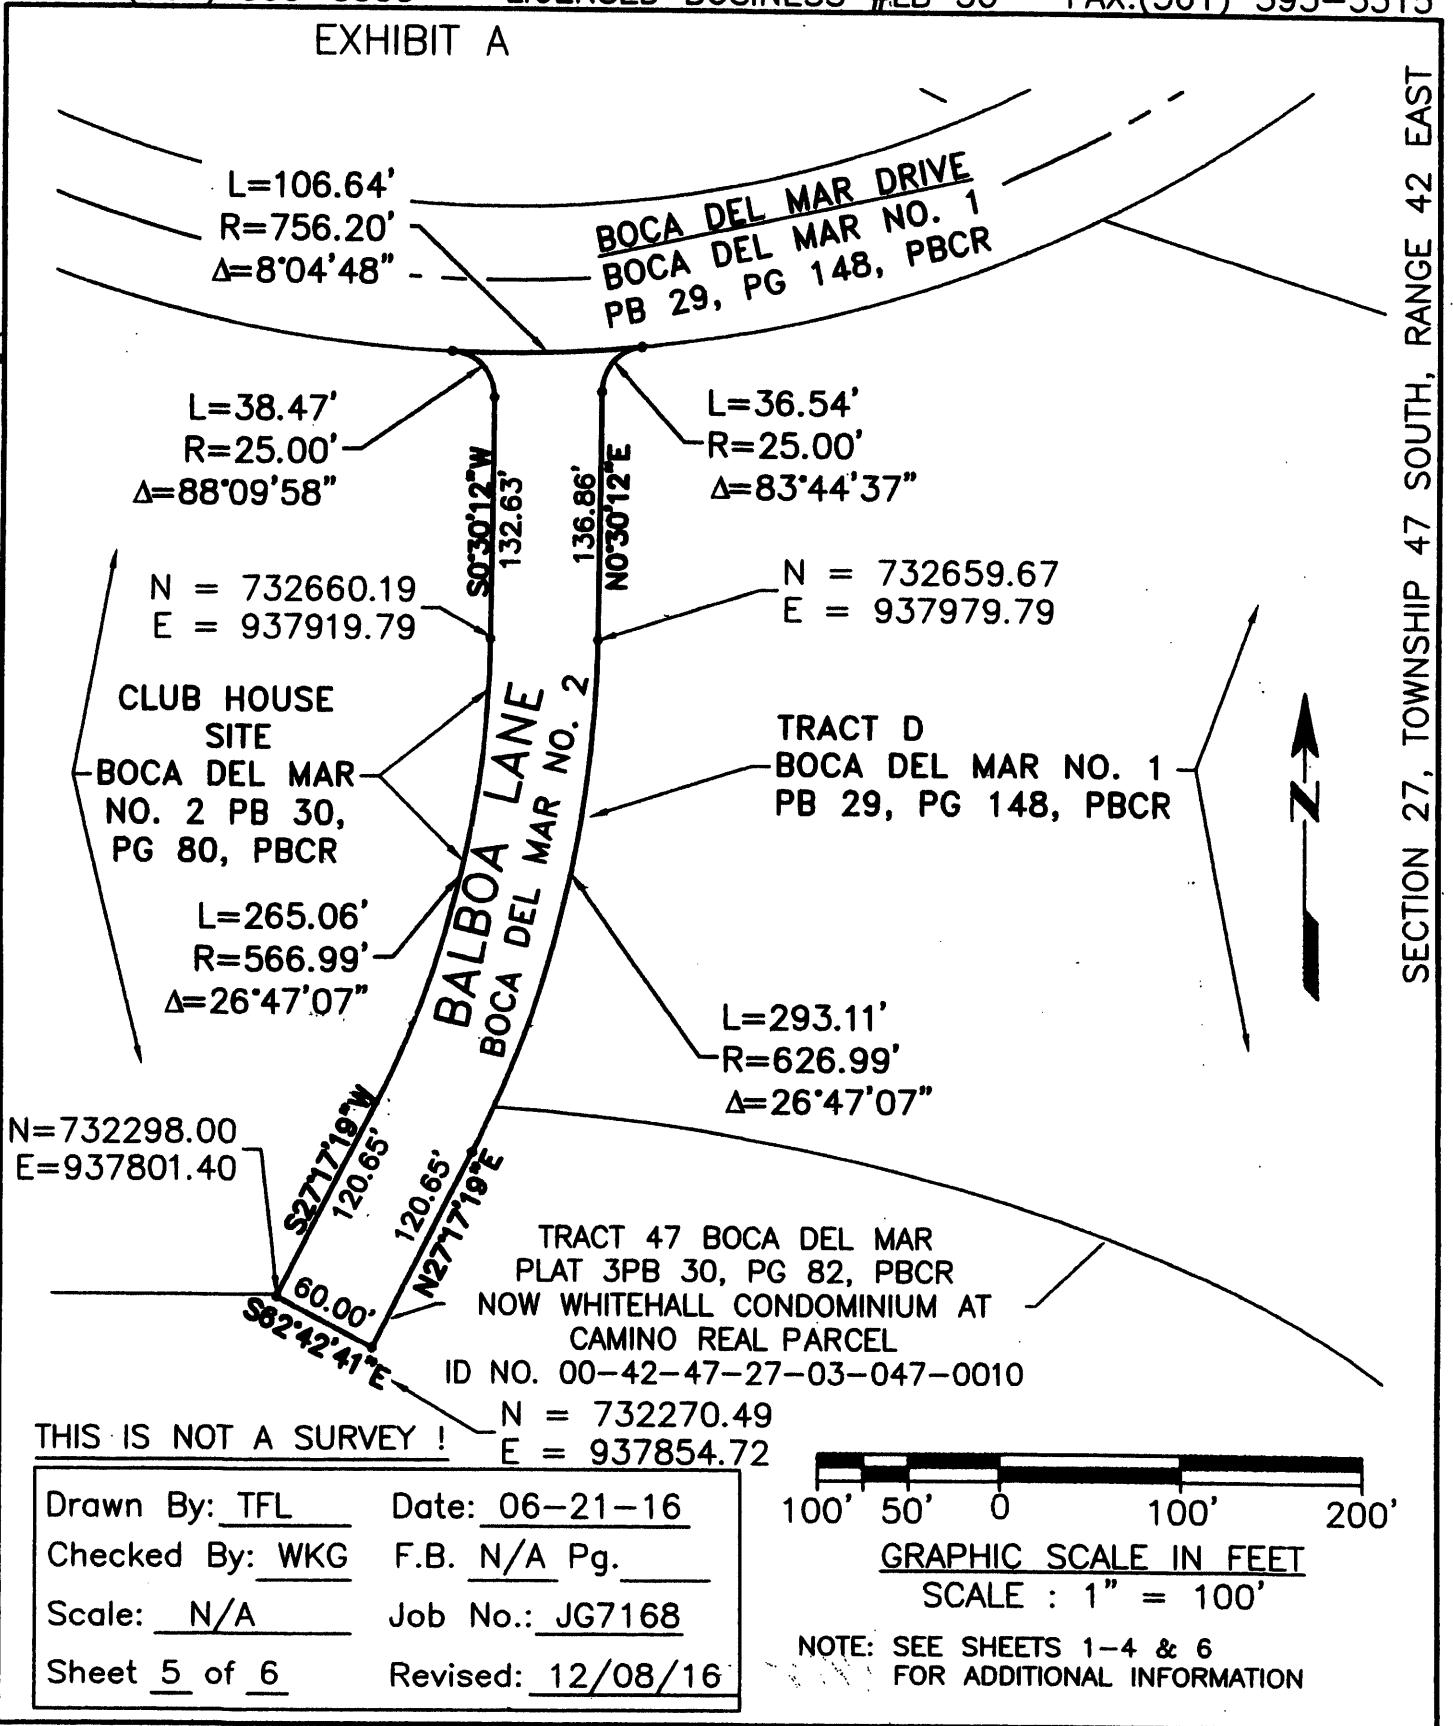 LICENSED BUSINESS #LB 50 FAX:(561) 395-3315
EXHIBIT A
L=106.64'
R=756.20'
Δ=8°04'48"
BOCA DEL MAR DRIVE
BOCA DEL MAR NO. 1
PB 29, PG 148, PBCR
SECTION 27, TOWNSHIP 47 SOUTH, RANGE 42 EAST
L=38.47'
R=25.00'
Δ=88°09'58"
L=36.54'
R=25.00'
Δ=83°44'37"
S0°30'12"W
132.63'
136.86'
N0°30'12"E
N = 732660.19
E = 937919.79
N = 732659.67
E = 937979.79
CLUB HOUSE
SITE
BOCA DEL MAR
NO. 2 PB 30,
PG 80, PBCR
BALBOA LANE
BOCA DEL MAR NO. 2
TRACT D
BOCA DEL MAR NO. 1
PB 29, PG 148, PBCR
N
L=265.06'
R=566.99'
Δ=26°47'07"
L=293.11'
R=626.99'
Δ=26°47'07"
N=732298.00
E=937801.40
S27°17'19"W
120.65'
120.65'
N27°17'19"E
60.00'
S62°42'41"E
TRACT 47 BOCA DEL MAR
PLAT 3PB 30, PG 82, PBCR
NOW WHITEHALL CONDOMINIUM AT
CAMINO REAL PARCEL
ID NO. 00-42-47-27-03-047-0010
N = 732270.49
E = 937854.72
THIS IS NOT A SURVEY !
Drawn By: TFL Date: 06-21-16
Checked By: WKG F.B. N/A Pg.
Scale: N/A Job No.: JG7168
Sheet 5 of 6 Revised: 12/08/16
100' 50' 0 100' 200'
GRAPHIC SCALE IN FEET
SCALE : 1" = 100'
NOTE: SEE SHEETS 1-4 & 6
FOR ADDITIONAL INFORMATION